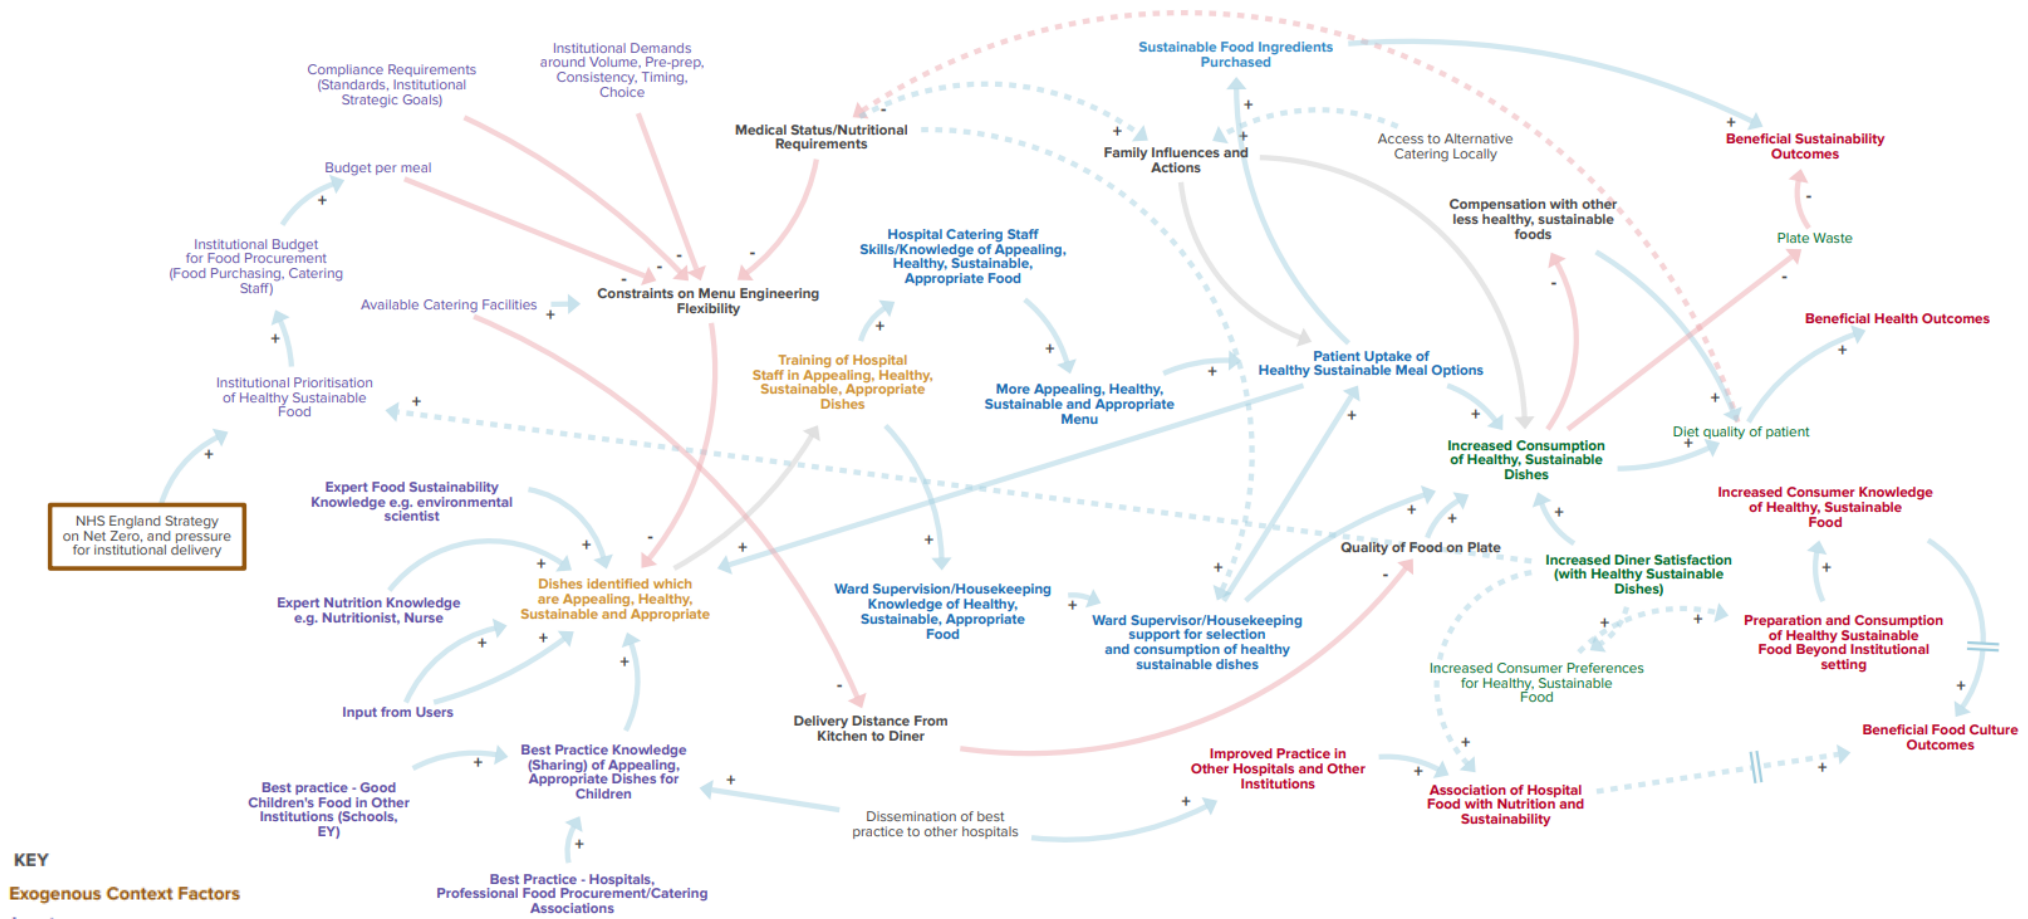 Institutional Demands
around Volume, Pre-prep,
Consistency, Timing,
Choice
Compliance Requirements
(Standards, Institutional
Strategic Goals)
Sustainable Food Ingredients
Purchased
Medical Status/Nutritional
Requirements
-
+
+
+
Family Influences and
Actions
Access to Alternative
Catering Locally
+
Beneficial Sustainability
Outcomes
-
Budget per meal
+
Institutional Budget
for Food Procurement
(Food Purchasing, Catering
Staff)
Compensation with other
less healthy, sustainable
foods
Plate Waste
-
-
Hospital Catering Staff
Skills/Knowledge of Appealing,
Healthy, Sustainable,
Appropriate Food
-
-
-
-
Constraints on Menu Engineering
Flexibility
Available Catering Facilities
+
+
Beneficial Health Outcomes
+
Institutional Prioritisation
of Healthy Sustainable
Food
+
+
Training of Hospital
Staff in Appealing, Healthy,
Sustainable, Appropriate
Dishes
+
+
More Appealing, Healthy,
Sustainable and Appropriate
Menu
+
Patient Uptake of
Healthy Sustainable Meal Options
+
+
+
Diet quality of patient
+
Increased Consumption
of Healthy, Sustainable
Dishes
NHS England Strategy
on Net Zero, and pressure
for institutional delivery
Expert Food Sustainability
Knowledge e.g. environmental
scientist
+
+
-
+
Expert Nutrition Knowledge
e.g. Nutritionist, Nurse
Dishes identified which
are Appealing, Healthy,
Sustainable and Appropriate
+
+
+
Input from Users
+
Ward Supervision/Housekeeping
Knowledge of Healthy,
Sustainable, Appropriate
Food
+
+
Ward Supervisor/Housekeeping
support for selection
and consumption of healthy
sustainable dishes
+
+
+
Quality of Food on Plate
-
Increased Diner Satisfaction
(with Healthy Sustainable
Dishes)
Increased Consumer Knowledge
of Healthy, Sustainable
Food
+
+
+
Preparation and Consumption
of Healthy Sustainable
Food Beyond Institutional
setting
Increased Consumer Preferences
for Healthy, Sustainable
Food
+
-
Delivery Distance From
Kitchen to Diner
Beneficial Food Culture
Outcomes
+
+
Best practice - Good
Children's Food in Other
Institutions (Schools,
EY)
+
Best Practice Knowledge
(Sharing) of Appealing,
Appropriate Dishes for
Children
+
Dissemination of best
practice to other hospitals
+
Improved Practice in
Other Hospitals and Other
Institutions
+
Association of Hospital
Food with Nutrition and
Sustainability
+
Best Practice - Hospitals,
Professional Food Procurement/Catering
Associations
KEY
Exogenous Context Factors